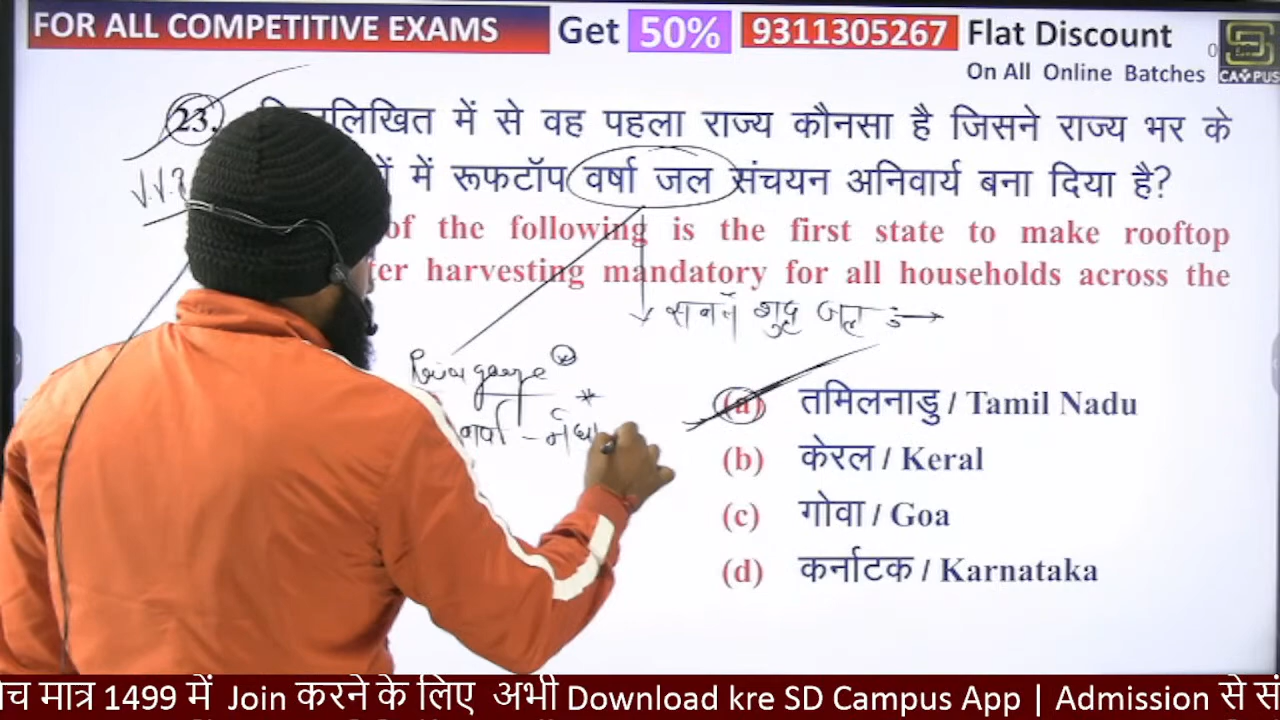 FOR ALL COMPETITIVE EXAMS Get 50% 9311305267 Flat Discount
On All Online Batches
CAMPUS
23.
में से वह पहला राज्य कौनसा है जिसने राज्य भर के
V.V.?
में रूफटॉप वर्षा जल संचयन अनिवार्य बना दिया है?
of the following is the first state to make rooftop
harvesting mandatory for all households across the
शुद्ध जल
(a) तमिलनाडु / Tamil Nadu
(b) केरल / Keral
(c) गोवा / Goa
(d) कर्नाटक / Karnataka
मात्र 1499 में Join करने के लिए अभी Download kre SD Campus App | Admission से